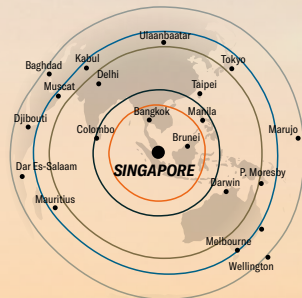 Ulaanbaatar
Kabul
Tokyo
Baghdad
Delhi
Muscat
Taipei
Djibouti
Bangkok
Manila
Colombo
Brunei
Marujo
SINGAPORE
Dar Es-Salaam
Darwin
P. Moresby
Mauritius
Melbourne
Wellington